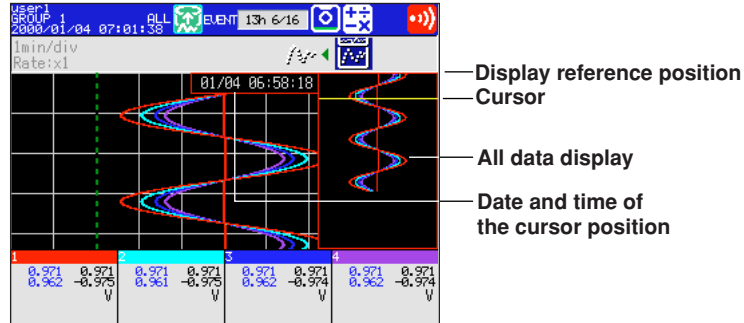 user1
GROUP 1 ALL EVENT 13h 6/16
2000/01/04 07:01:38
1min/div
Rate:x1
01/04 06:58:18
Display reference position
Cursor
All data display
Date and time of
the cursor position
1 2 3 4
0.971 0.971 0.971 0.971 0.971 0.971 0.971 0.971
0.962 -0.975 0.961 -0.975 0.962 -0.974 0.962 -0.974
V V V V